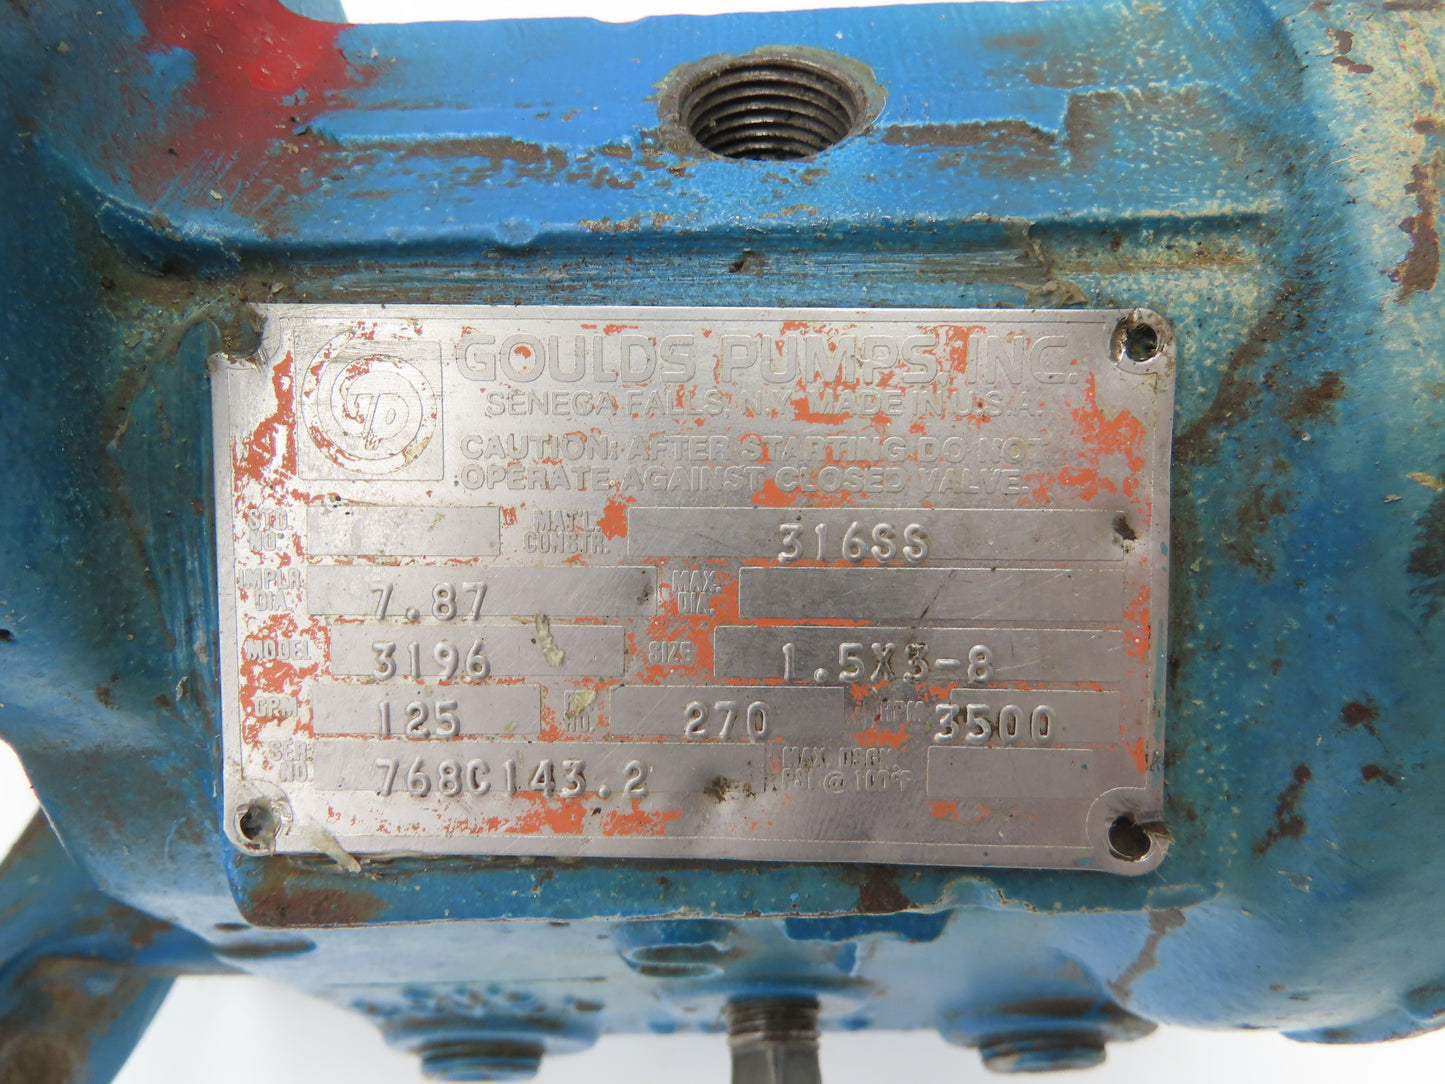 GOULDS PUMPS, INC.
SENECA FALLS, N.Y. MADE IN U.S.A.
CAUTION: AFTER STARTING DO NOT
OPERATE AGAINST CLOSED VALVE.
STD. NO. MAT'L. CONSTR. 316SS
IMPLR. DIA. 7.87 MAX. DIA.
MODEL 3196 SIZE 1.5X3-8
GPM 125 NO. 270 RPM 3500
SER. NO. 768C143.2 MAX. DSGN. PSI @ 100°F